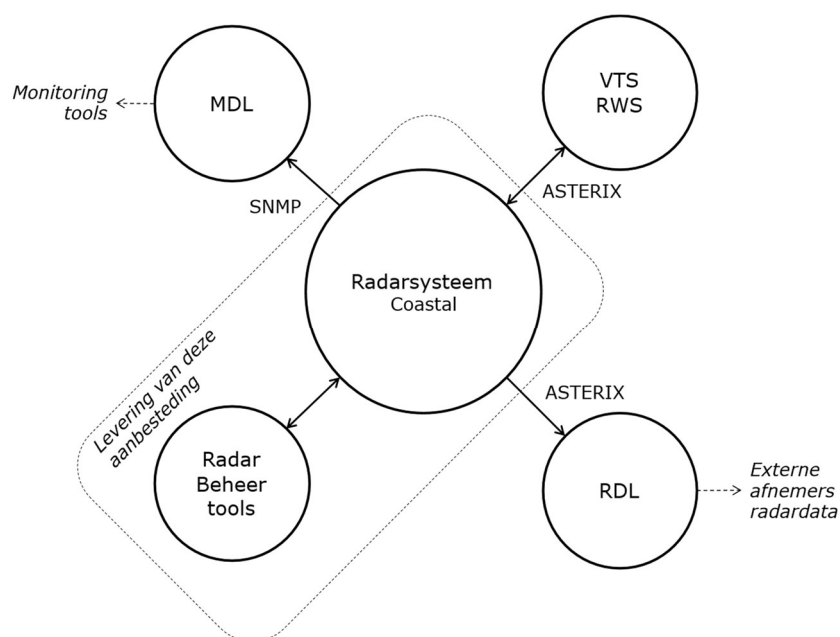 Monitoring
tools
MDL
VTS
RWS
SNMP
ASTERIX
Radarsysteem
Coastal
Levering van deze
aanbesteding
ASTERIX
Radar
Beheer
tools
RDL
Externe
afnemers
radardata